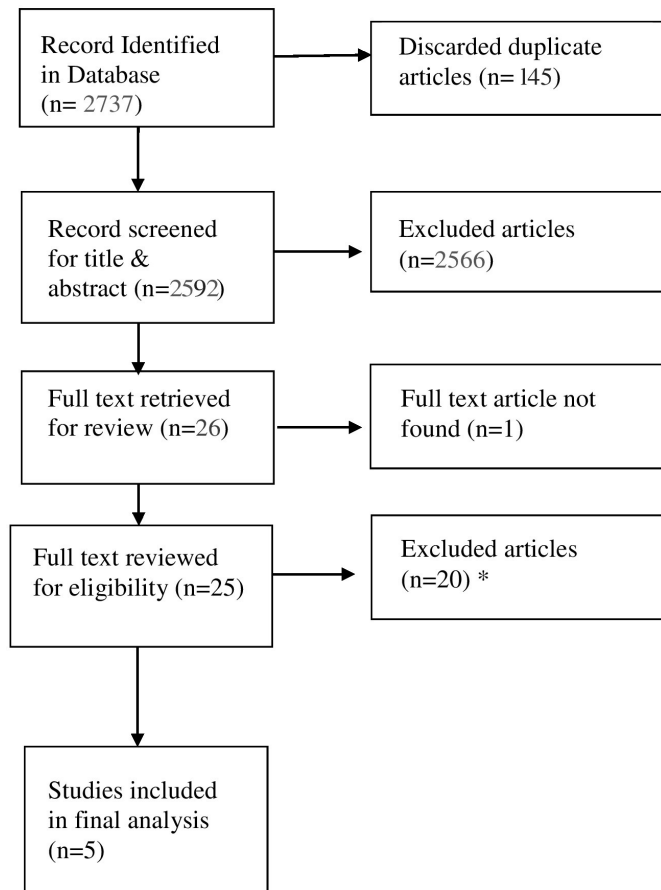 Record Identified
in Database
(n= 2737)
Discarded duplicate
articles (n= 145)
Record screened
for title &
abstract (n=2592)
Excluded articles
(n=2566)
Full text retrieved
for review (n=26)
Full text article not
found (n=1)
Full text reviewed
for eligibility (n=25)
Excluded articles
(n=20) *
Studies included
in final analysis
(n=5)